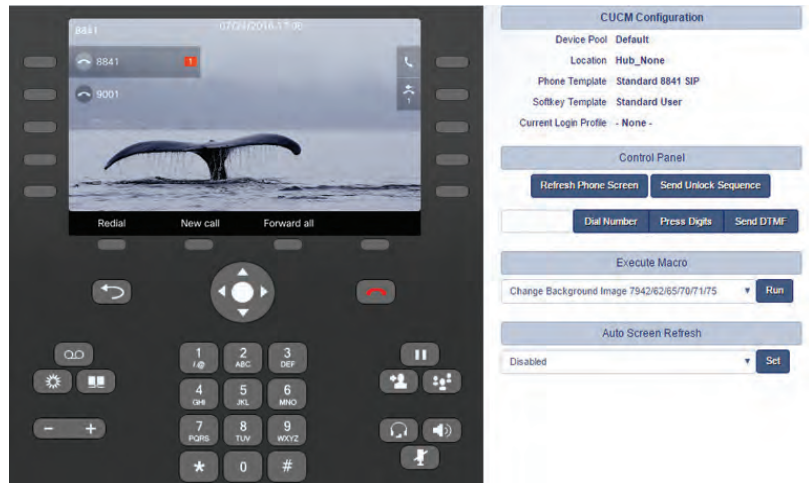 8841
07/24/2016 17:06
8841
1
9001
1
Redial New call Forward all
1 2 3
/.@ ABC DEF
4 5 6
GHI JKL MNO
7 8 9
PQRS TUV WXYZ
* 0 #
- +
CUCM Configuration
Device Pool Default
Location Hub_None
Phone Template Standard 8841 SIP
Softkey Template Standard User
Current Login Profile - None -
Control Panel
Refresh Phone Screen Send Unlock Sequence
Dial Number Press Digits Send DTMF
Execute Macro
Change Background Image 7942/62/65/70/71/75 Run
Auto Screen Refresh
Disabled Set